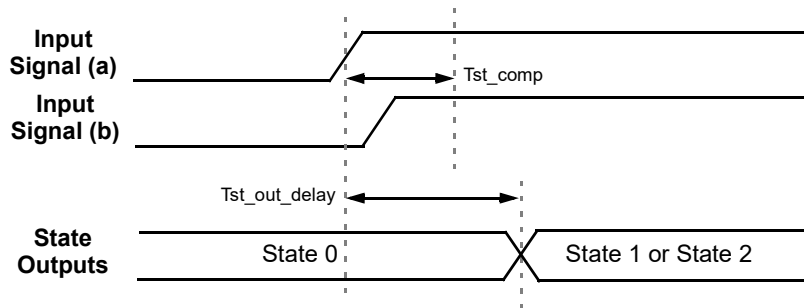 Input
Signal (a)
Tst_comp
Input
Signal (b)
Tst_out_delay
State
Outputs
State 0
State 1 or State 2